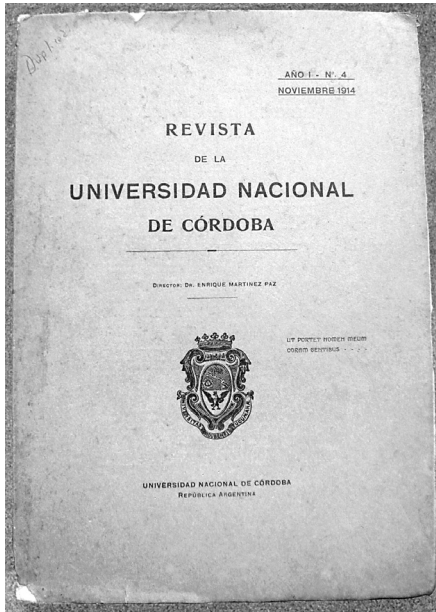 Duplicado
AÑO I - Nº. 4
NOVIEMBRE 1914
REVISTA
DE LA
UNIVERSIDAD NACIONAL
DE CÓRDOBA
DIRECTOR: DR. ENRIQUE MARTINEZ PAZ
UT PORTET NOMEN MEUM
CORAM GENTIBUS - - - -
UNIVERSIDAD NACIONAL DE CÓRDOBA
REPÚBLICA ARGENTINA